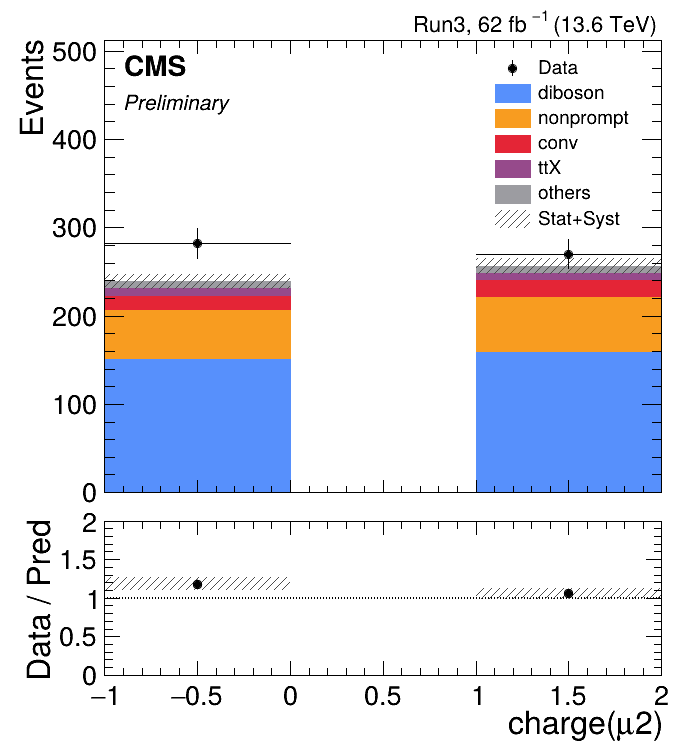 Run3, 62 fb⁻¹ (13.6 TeV)
Events
500
400
300
200
100
0
CMS
Preliminary
Data
diboson
nonprompt
conv
ttX
others
Stat+Syst
Data / Pred
2
1.5
1
0.5
0
−1 −0.5 0 0.5 1 1.5 2
charge(μ2)